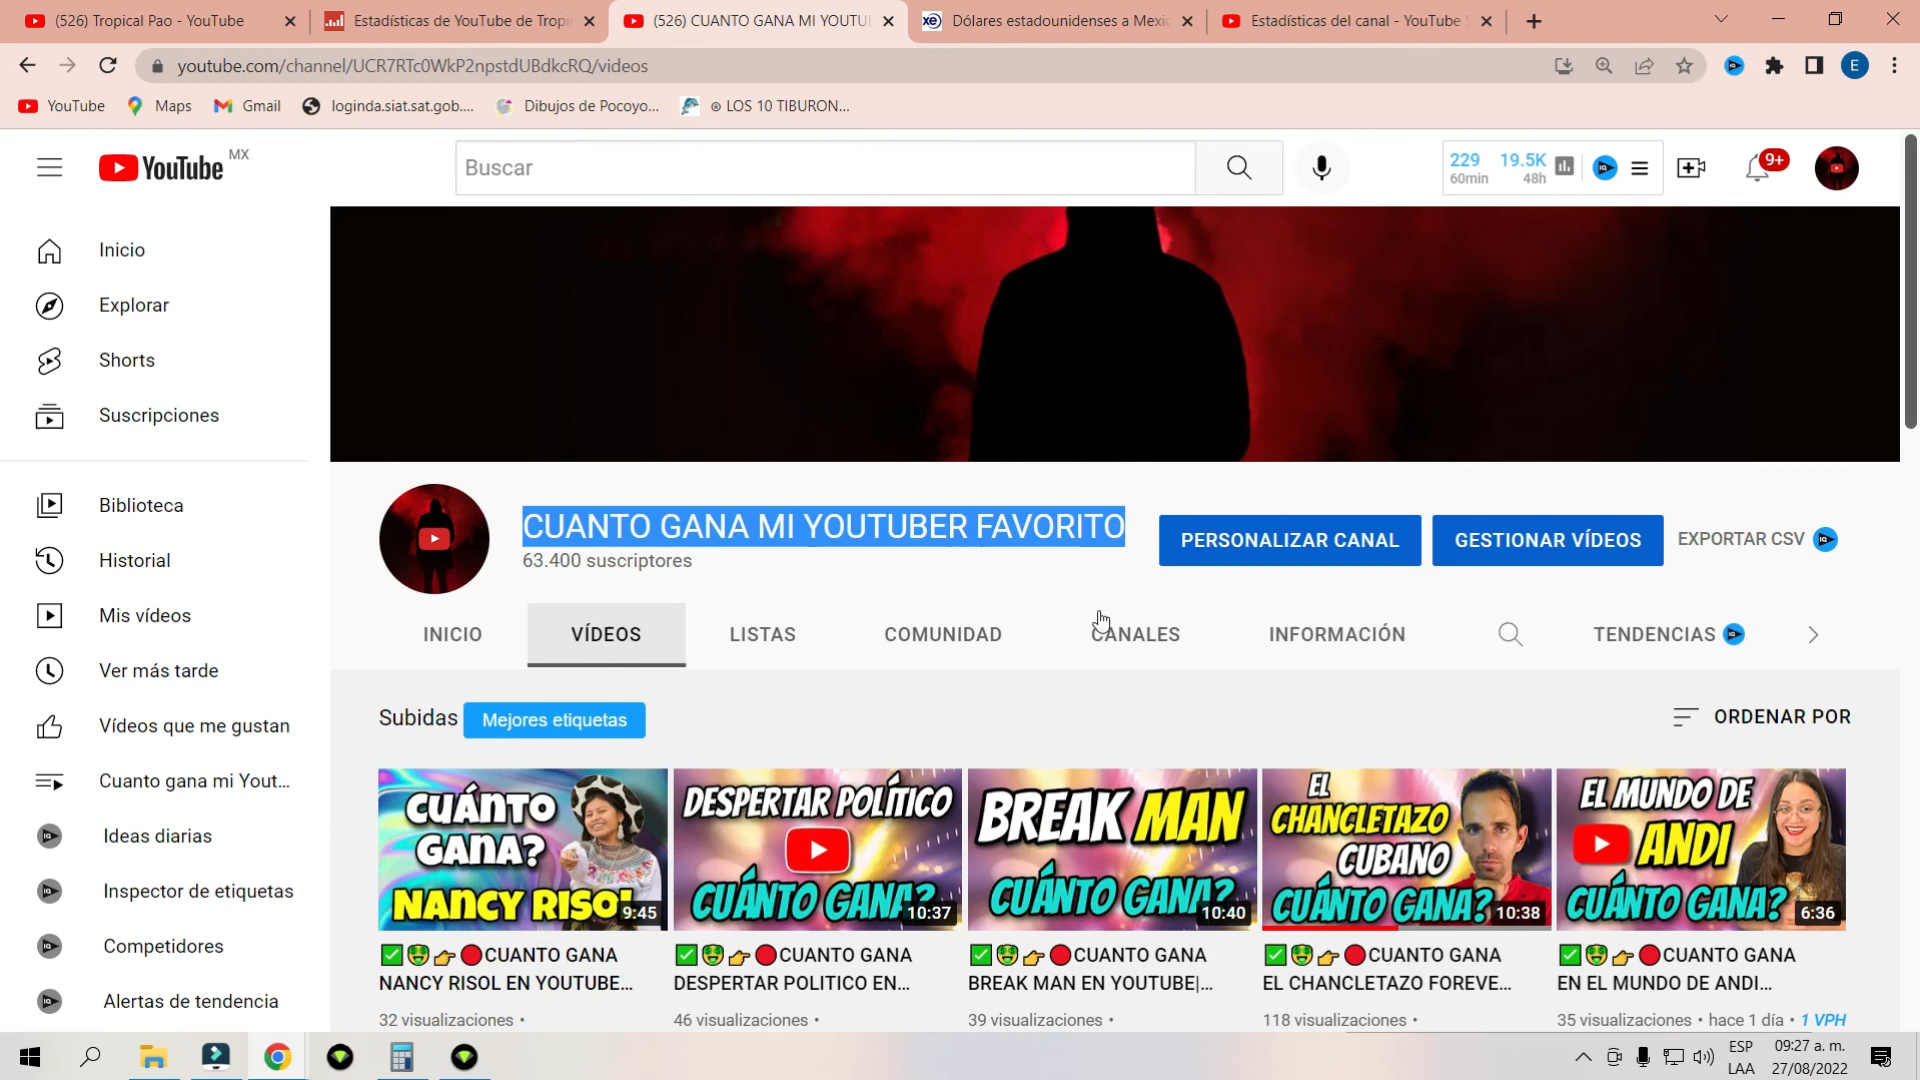 (526) Tropical Pao - YouTube
Estadísticas de YouTube de Tropi
(526) CUANTO GANA MI YOUTU
Dólares estadounidenses a Mexic
Estadísticas del canal - YouTube S
youtube.com/channel/UCR7RTc0WkP2npstdUBdkcRQ/videos
E
YouTube
Maps
Gmail
loginda.siat.sat.gob....
Dibujos de Pocoyo...
LOS 10 TIBURON...
YouTube MX
Buscar
229 19.5K
60min 48h
9+
Inicio
Explorar
Shorts
Suscripciones
Biblioteca
Historial
Mis vídeos
Ver más tarde
Vídeos que me gustan
Cuanto gana mi Yout...
Ideas diarias
Inspector de etiquetas
Competidores
Alertas de tendencia
CUANTO GANA MI YOUTUBER FAVORITO
63.400 suscriptores
PERSONALIZAR CANAL
GESTIONAR VÍDEOS
EXPORTAR CSV
INICIO
VÍDEOS
LISTAS
COMUNIDAD
CANALES
INFORMACIÓN
TENDENCIAS
Subidas
Mejores etiquetas
ORDENAR POR
CUÁNTO
GANA?
NANCY RISOL
9:45
DESPERTAR POLÍTICO
CUÁNTO GANA?
10:37
BREAK MAN
CUÁNTO GANA?
10:40
EL
CHANCLETAZO
CUBANO
CUÁNTO GANA?
10:38
EL MUNDO DE
ANDI
CUÁNTO GANA?
6:36
✅🤑👉🔴CUANTO GANA
NANCY RISOL EN YOUTUBE...
32 visualizaciones •
✅🤑👉🔴CUANTO GANA
DESPERTAR POLITICO EN...
46 visualizaciones •
✅🤑👉🔴CUANTO GANA
BREAK MAN EN YOUTUBE|...
39 visualizaciones •
✅🤑👉🔴CUANTO GANA
EL CHANCLETAZO FOREVE...
118 visualizaciones •
✅🤑👉🔴CUANTO GANA
EN EL MUNDO DE ANDI...
35 visualizaciones • hace 1 día • 1 VPH
ESP
LAA
09:27 a. m.
27/08/2022